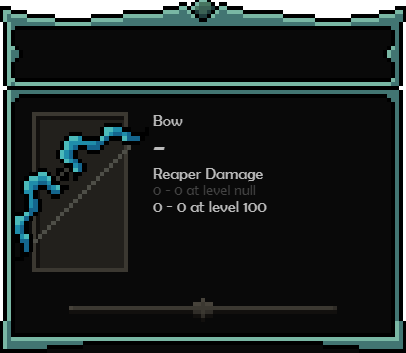 Bow
–
Reaper Damage
0 - 0 at level null
0 - 0 at level 100